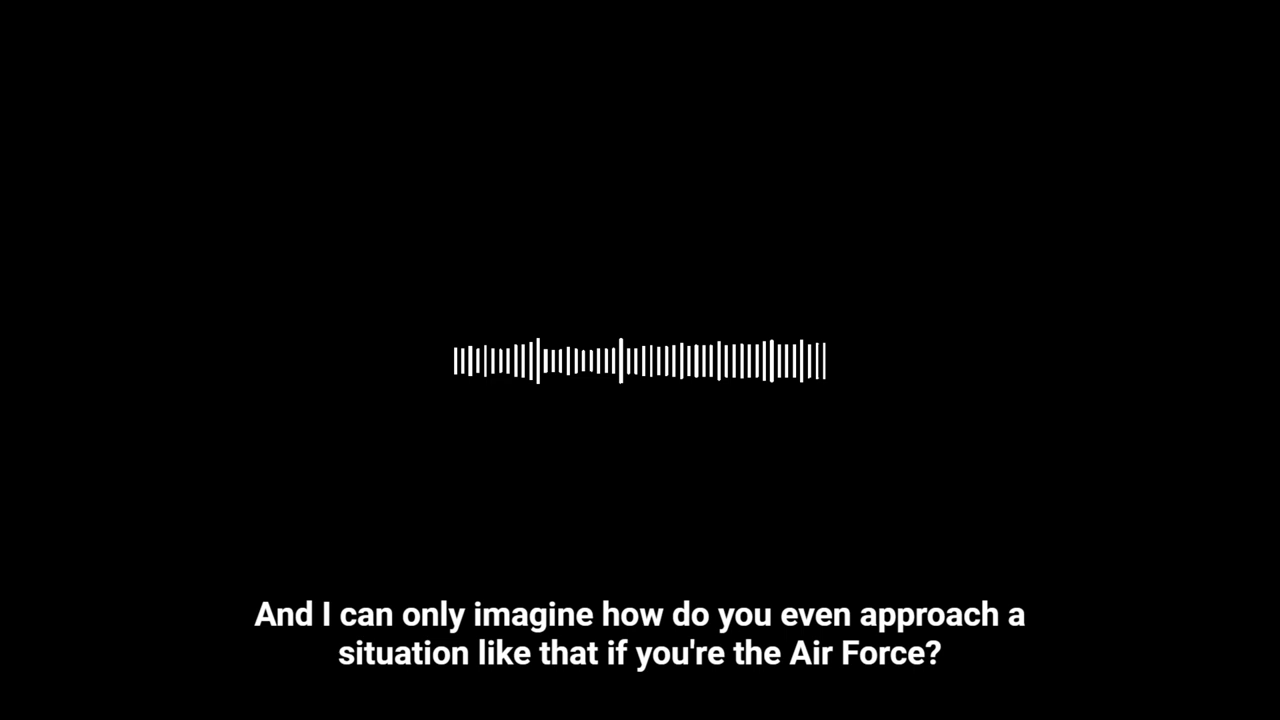 And I can only imagine how do you even approach a
situation like that if you're the Air Force?